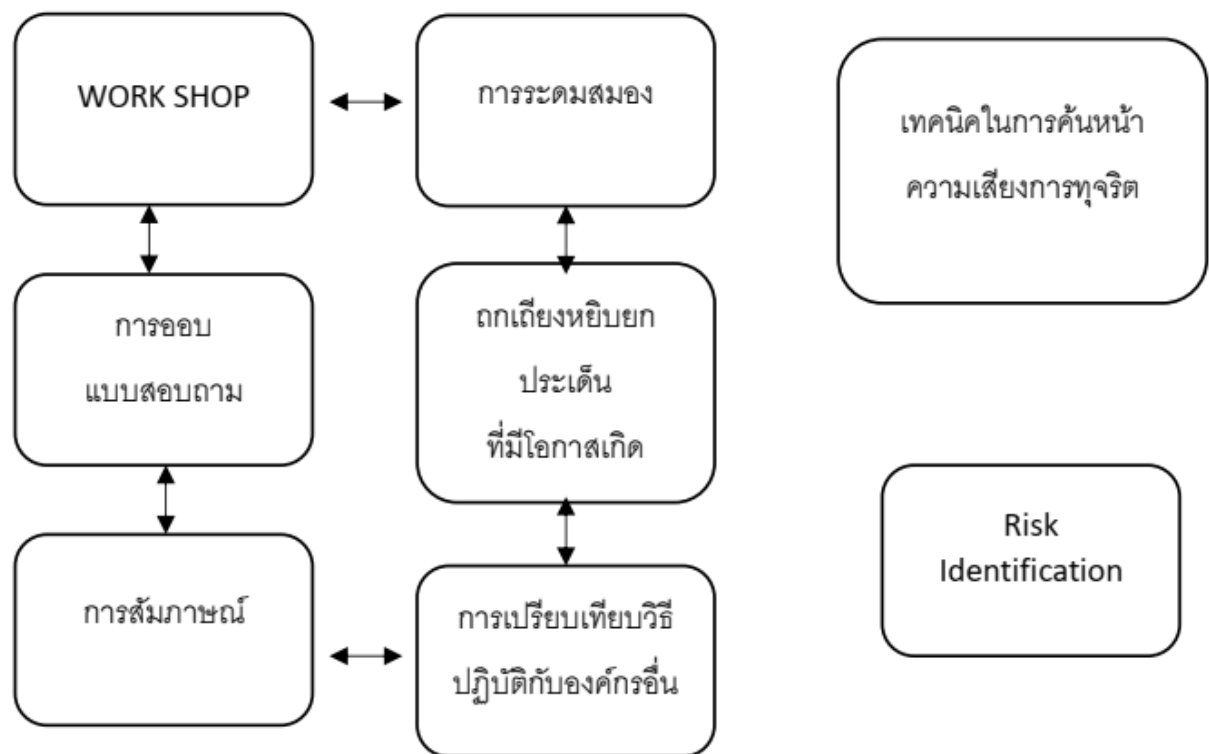 WORK SHOP
การระดมสมอง
เทคนิคในการค้นหน้า
ความเสียงการทุจริต
การออบ
แบบสอบถาม
ถกเถียงหยิบยก
ประเด็น
ที่มีโอกาสเกิด
Risk
Identification
การสัมภาษณ์
การเปรียบเทียบวิธี
ปฏิบัติกับองค์กรอื่น